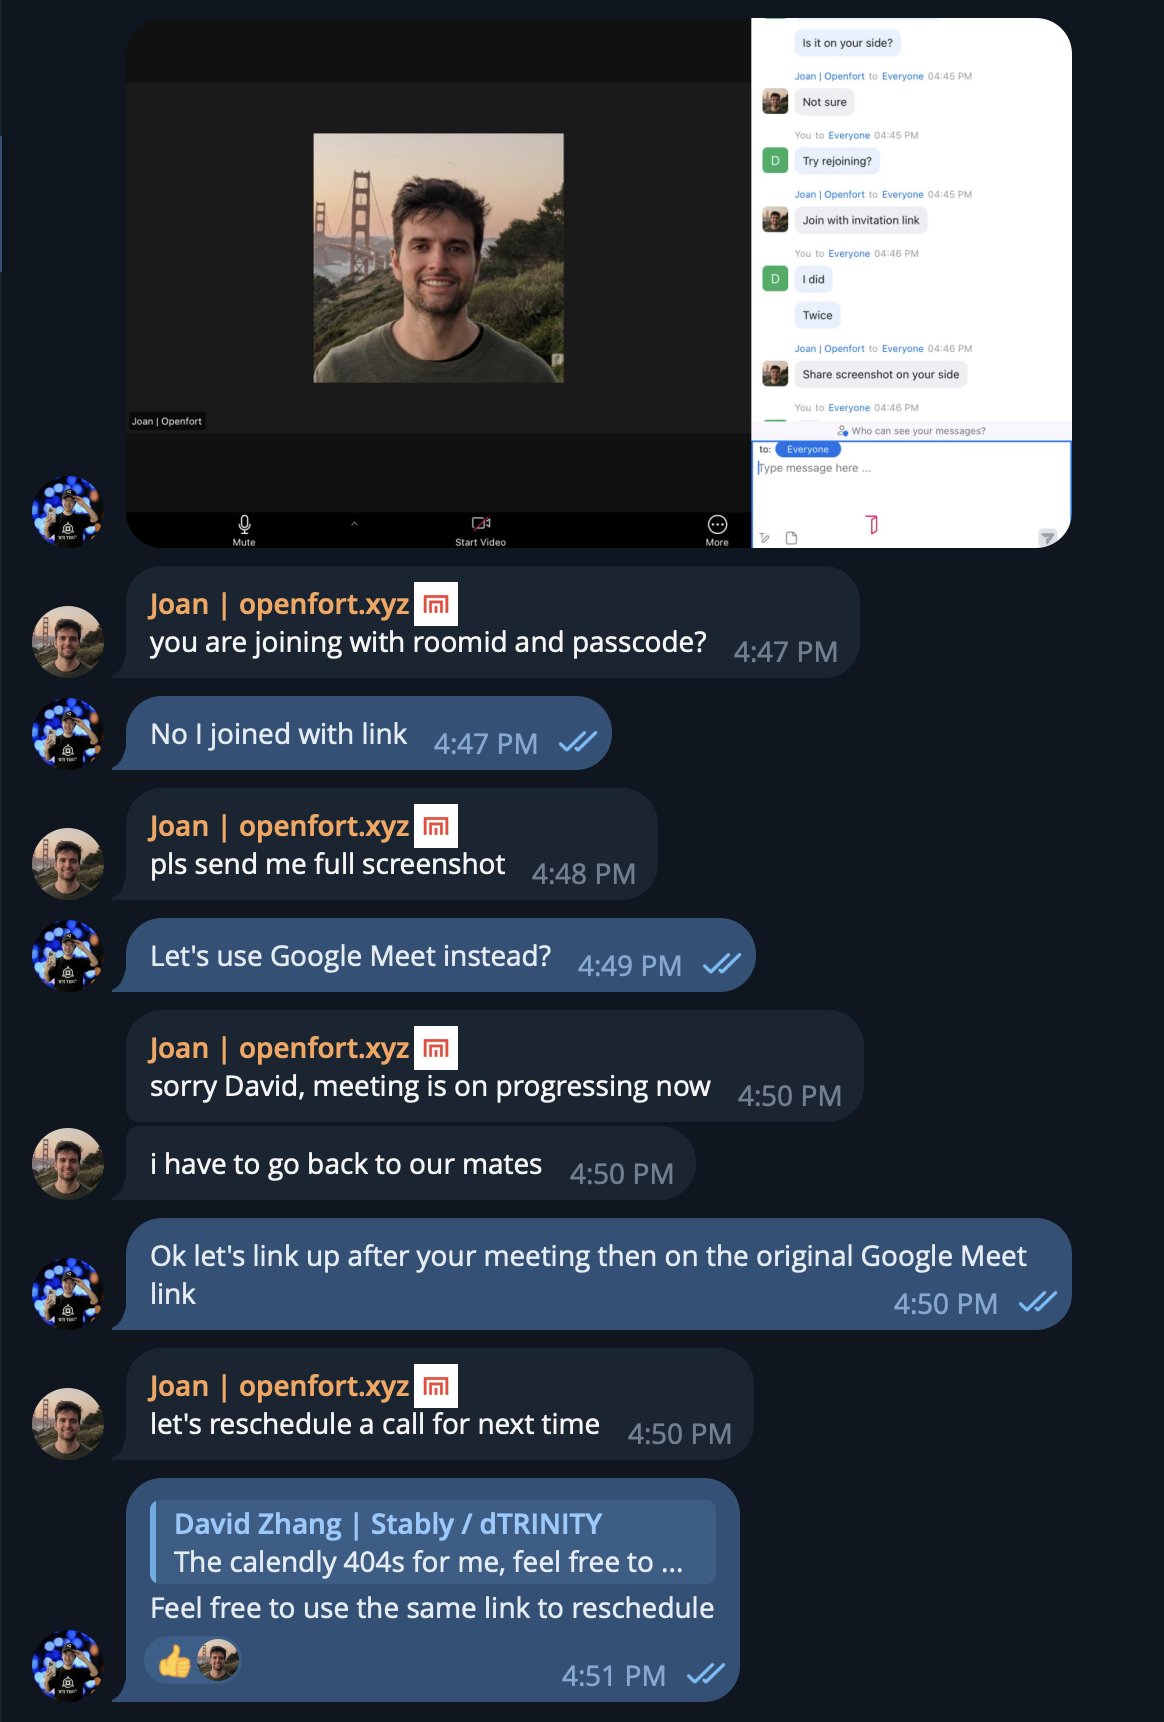 Is it on your side?
Joan | Openfort to Everyone 04:45 PM
Not sure
You to Everyone 04:45 PM
D
Try rejoining?
Joan | Openfort to Everyone 04:45 PM
Join with invitation link
You to Everyone 04:46 PM
D
I did
Twice
Joan | Openfort to Everyone 04:46 PM
Share screenshot on your side
You to Everyone 04:46 PM
Who can see your messages?
to: Everyone
Type message here ...
Joan | Openfort
Mute
Start Video
More
Joan | openfort.xyz
you are joining with roomid and passcode? 4:47 PM
No I joined with link 4:47 PM
Joan | openfort.xyz
pls send me full screenshot 4:48 PM
Let's use Google Meet instead? 4:49 PM
Joan | openfort.xyz
sorry David, meeting is on progressing now 4:50 PM
i have to go back to our mates 4:50 PM
Ok let's link up after your meeting then on the original Google Meet
link 4:50 PM
Joan | openfort.xyz
let's reschedule a call for next time 4:50 PM
David Zhang | Stably / dTRINITY
The calendly 404s for me, feel free to ...
Feel free to use the same link to reschedule
4:51 PM